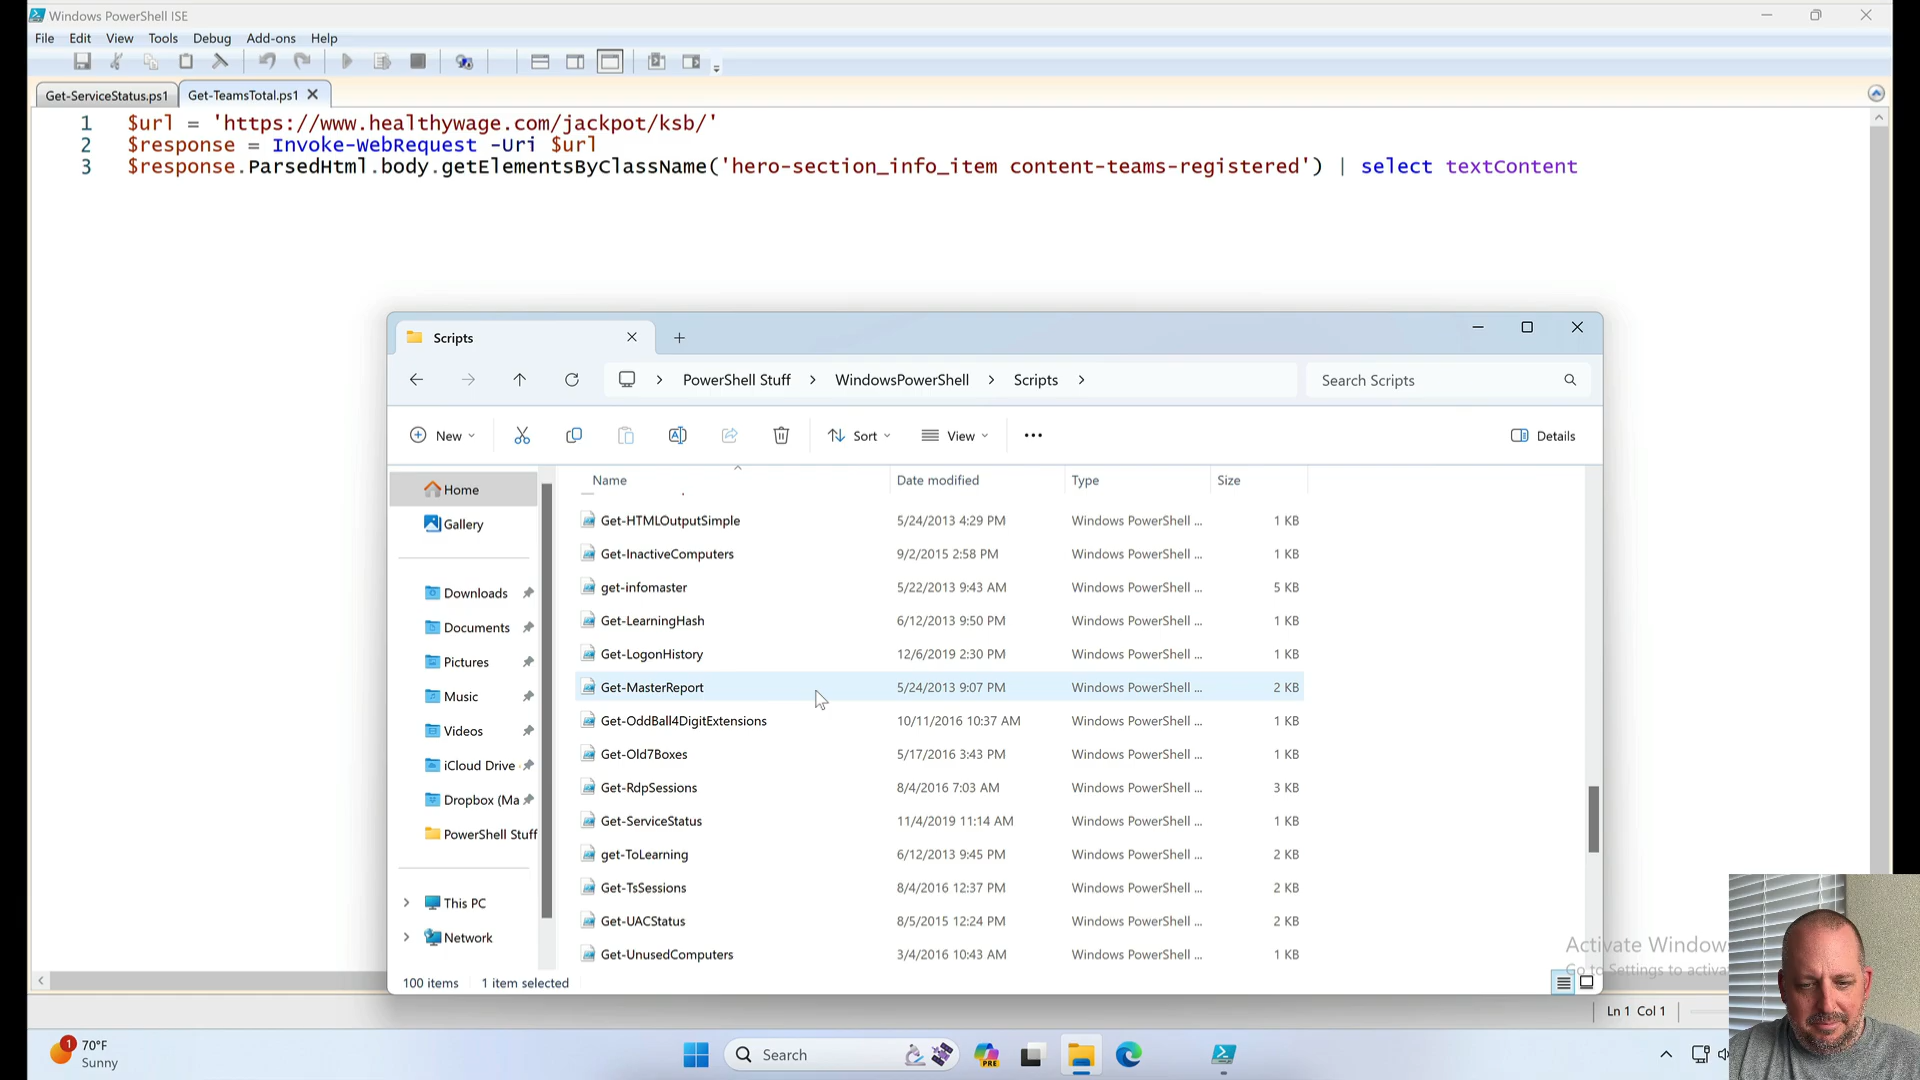 Windows PowerShell ISE
File Edit View Tools Debug Add-ons Help
Get-ServiceStatus.ps1 Get-TeamsTotal.ps1
1 $url = 'https://www.healthywage.com/jackpot/ksb/'
2 $response = Invoke-WebRequest -Uri $url
3 $response.ParsedHtml.body.getElementsByClassName('hero-section_info_item content-teams-registered') | select textContent
Scripts
PowerShell Stuff > WindowsPowerShell > Scripts >
Search Scripts
New Sort View ... Details
Name Date modified Type Size
Get-HTMLOutputSimple 5/24/2013 4:29 PM Windows PowerShell ... 1 KB
Get-InactiveComputers 9/2/2015 2:58 PM Windows PowerShell ... 1 KB
get-infomaster 5/22/2013 9:43 AM Windows PowerShell ... 5 KB
Get-LearningHash 6/12/2013 9:50 PM Windows PowerShell ... 1 KB
Get-LogonHistory 12/6/2019 2:30 PM Windows PowerShell ... 1 KB
Get-MasterReport 5/24/2013 9:07 PM Windows PowerShell ... 2 KB
Get-OddBall4DigitExtensions 10/11/2016 10:37 AM Windows PowerShell ... 1 KB
Get-Old7Boxes 5/17/2016 3:43 PM Windows PowerShell ... 1 KB
Get-RdpSessions 8/4/2016 7:03 AM Windows PowerShell ... 3 KB
Get-ServiceStatus 11/4/2019 11:14 AM Windows PowerShell ... 1 KB
get-ToLearning 6/12/2013 9:45 PM Windows PowerShell ... 2 KB
Get-TsSessions 8/4/2016 12:37 PM Windows PowerShell ... 2 KB
Get-UACStatus 8/5/2015 12:24 PM Windows PowerShell ... 2 KB
Get-UnusedComputers 3/4/2016 10:43 AM Windows PowerShell ... 1 KB
Home
Gallery
Downloads
Documents
Pictures
Music
Videos
iCloud Drive
Dropbox (Ma
PowerShell Stuff
This PC
Network
100 items 1 item selected
Activate Window
Go to Settings to activa
Ln 1 Col 1
1
70°F
Sunny
Search
PRE